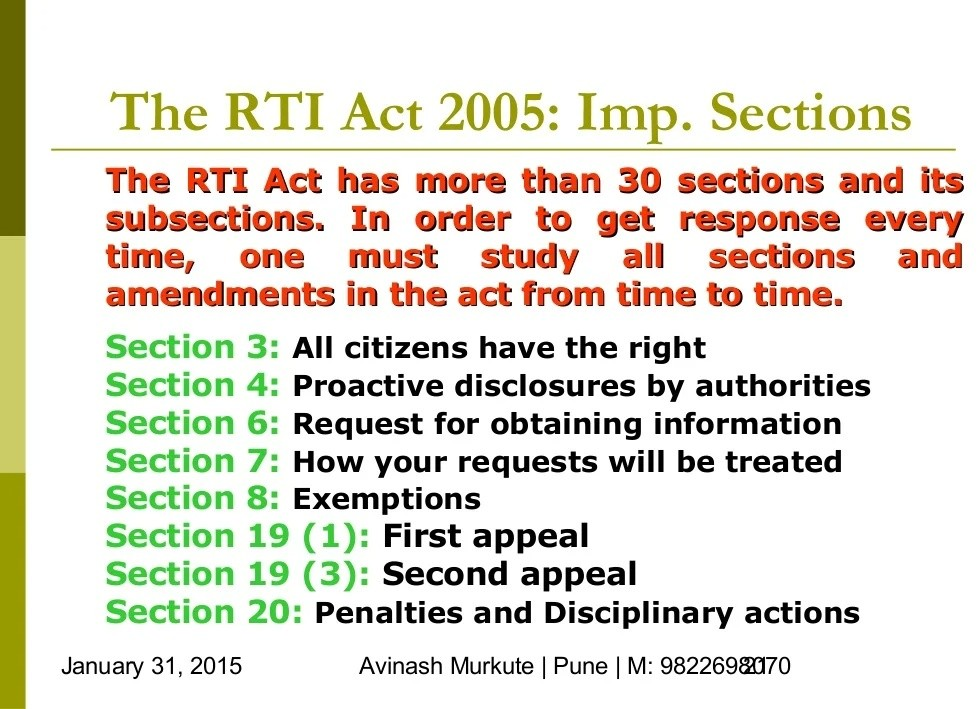 The RTI Act 2005: Imp. Sections
The RTI Act has more than 30 sections and its
subsections. In order to get response every
time, one must study all sections and
amendments in the act from time to time.
Section 3: All citizens have the right
Section 4: Proactive disclosures by authorities
Section 6: Request for obtaining information
Section 7: How your requests will be treated
Section 8: Exemptions
Section 19 (1): First appeal
Section 19 (3): Second appeal
Section 20: Penalties and Disciplinary actions
January 31, 2015 Avinash Murkute | Pune | M: